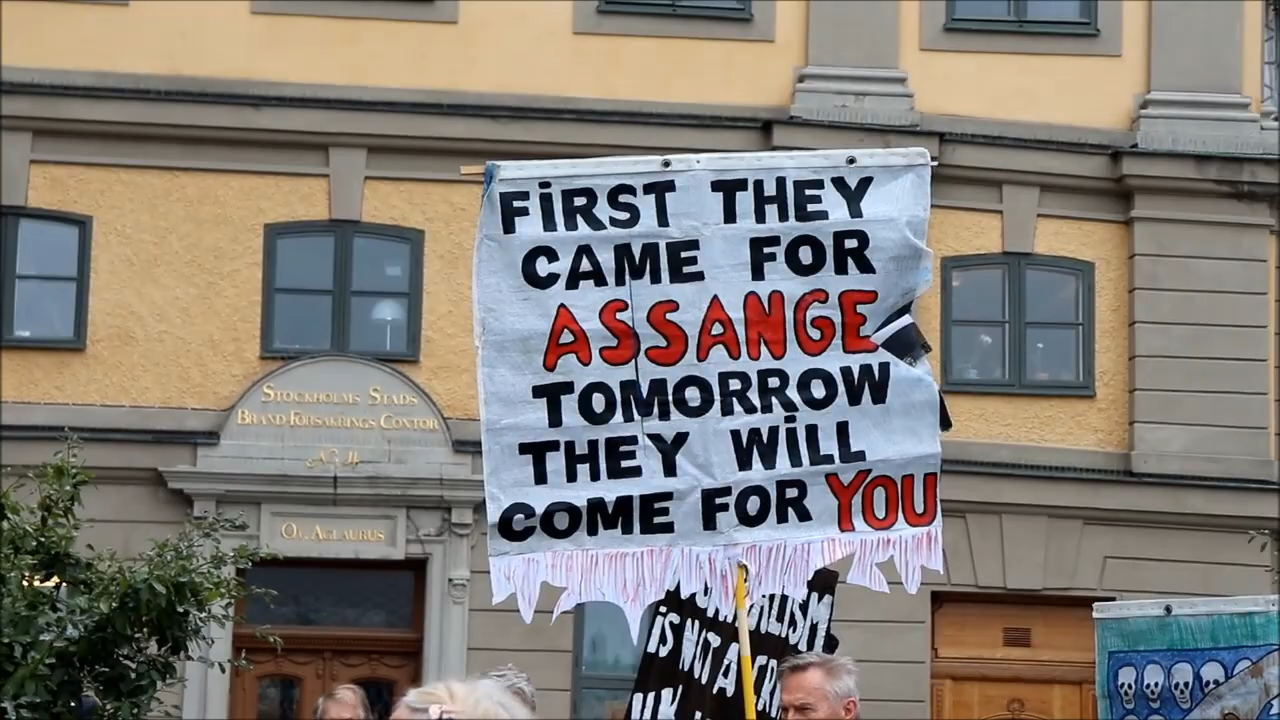 FiRST THEY
CAME FOR
ASSANGE
TOMORROW
THEY WiLL
COME FOR YOU
STOCKHOLMS STADS
BRAND-FÖRSÄKRINGS CONTOR
QV. AGLAURUS
iS NOT A